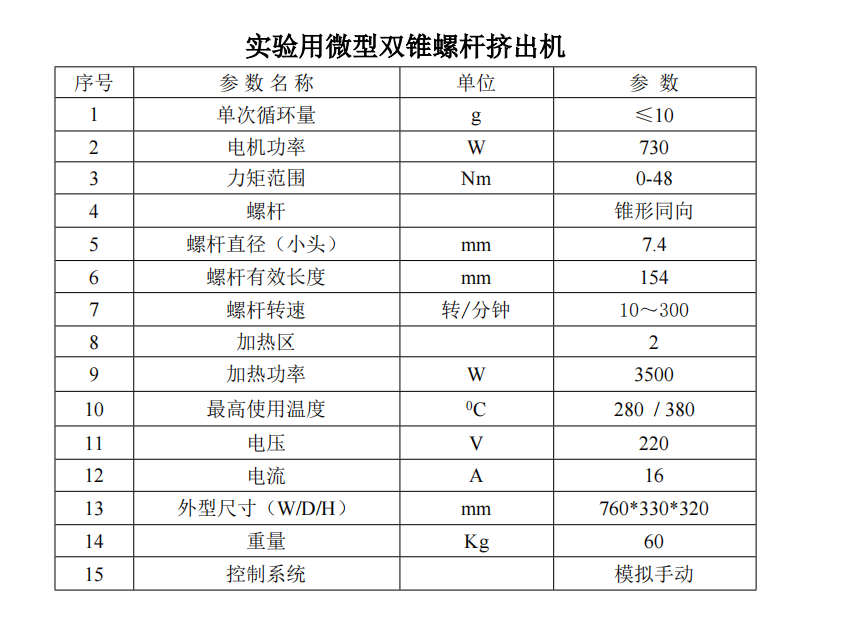 实验用微型双锥螺杆挤出机
序号 参 数 名 称 单位 参 数
1 单次循环量 g ≤10
2 电机功率 W 730
3 力矩范围 Nm 0-48
4 螺杆 锥形同向
5 螺杆直径（小头） mm 7.4
6 螺杆有效长度 mm 154
7 螺杆转速 转/分钟 10～300
8 加热区 2
9 加热功率 W 3500
10 最高使用温度 ⁰C 280 / 380
11 电压 V 220
12 电流 A 16
13 外型尺寸（W/D/H） mm 760*330*320
14 重量 Kg 60
15 控制系统 模拟手动